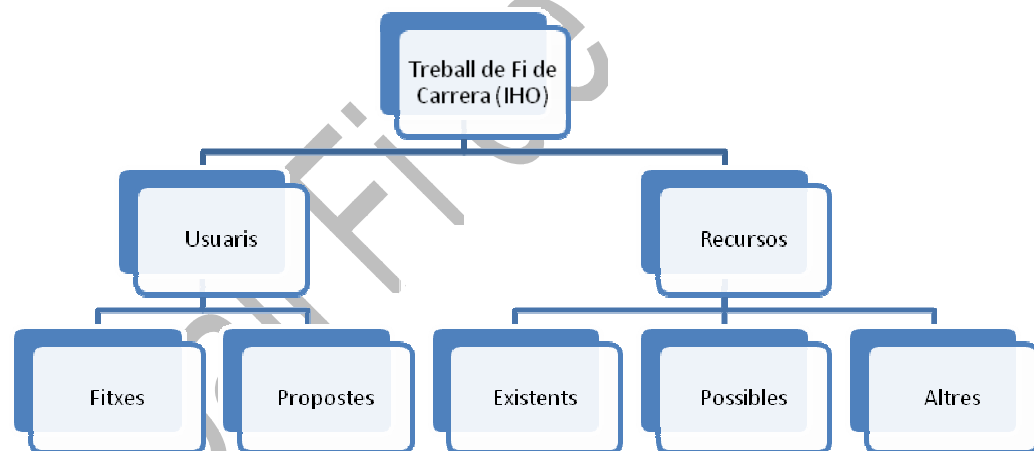 Treball de Fi de
Carrera (IHO)
Usuaris
Recursos
Fitxes
Propostes
Existents
Possibles
Altres